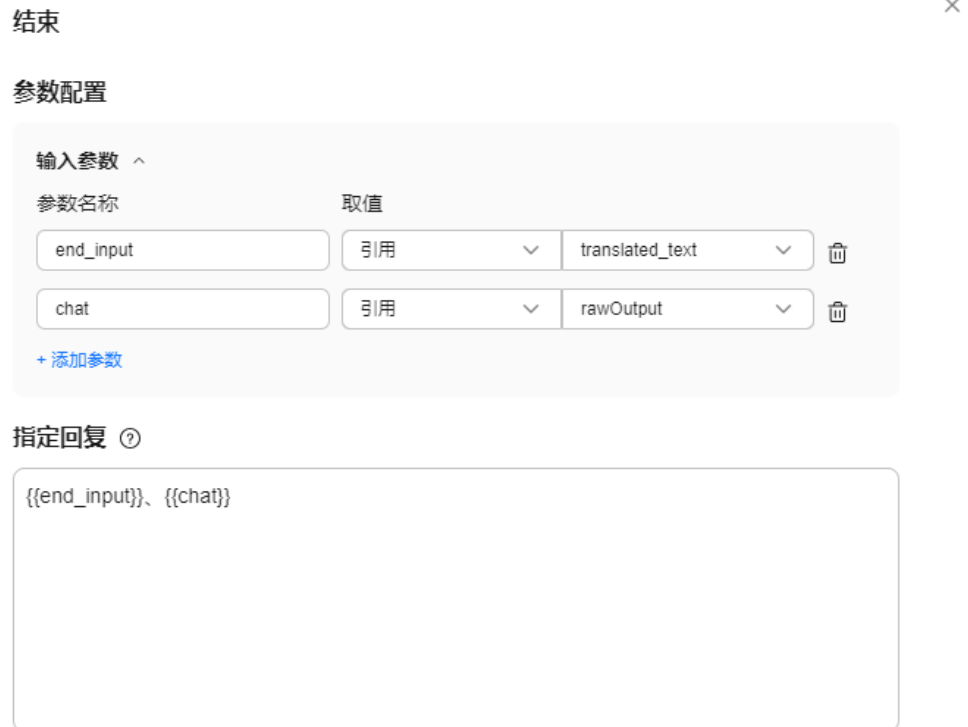 结束
参数配置
输入参数
参数名称 取值
end_input 引用 translated_text
chat 引用 rawOutput
+ 添加参数
指定回复 ?
{{end_input}}、{{chat}}